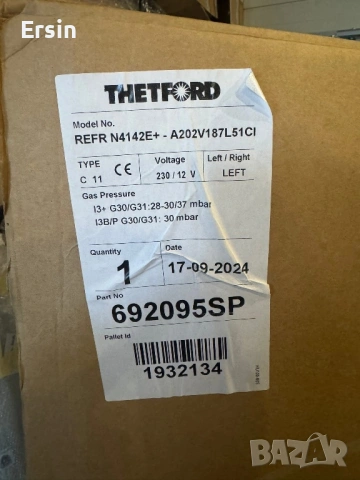 Ersin
THETFORD
Model No.
REFR N4142E+ - A202V187L51CI
TYPE
C 11 CE
Voltage
230 / 12 V
Left / Right
LEFT
Gas Pressure
I3+ G30/G31:28-30/37 mbar
I3B/P G30/G31: 30 mbar
Quantity
1
Date
17-09-2024
Part No
692095SP
Pallet id
1932134
BAZAR